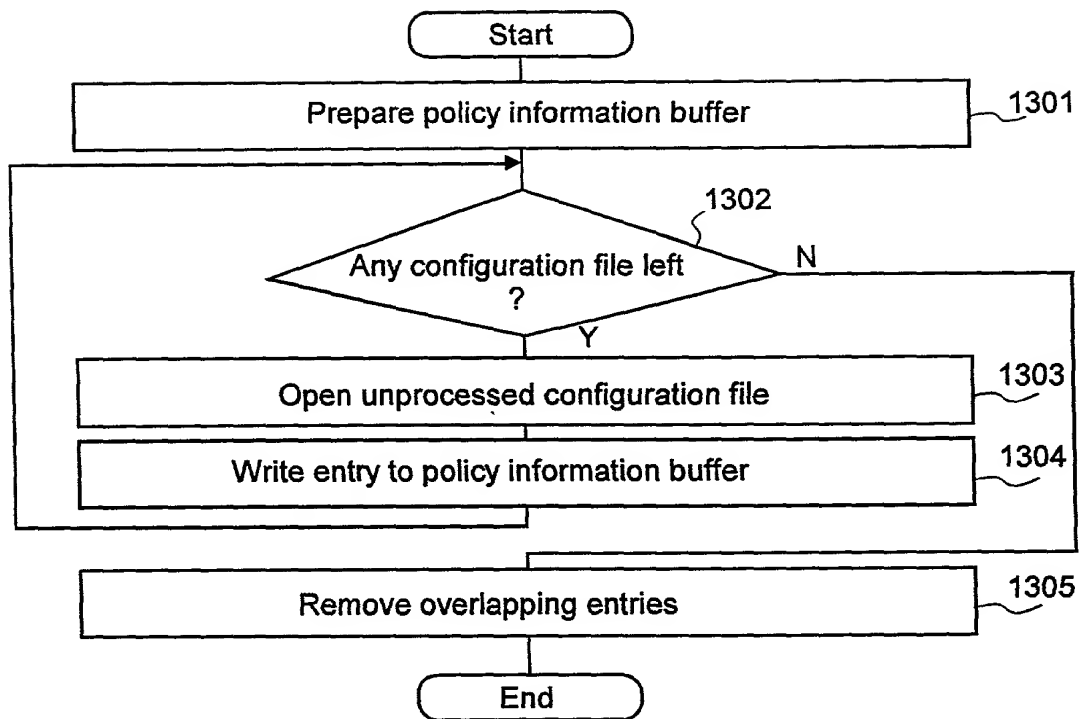 Start
Prepare policy information buffer
1301
1302
Any configuration file left
?
N
Y
Open unprocessed configuration file
1303
Write entry to policy information buffer
1304
Remove overlapping entries
1305
End